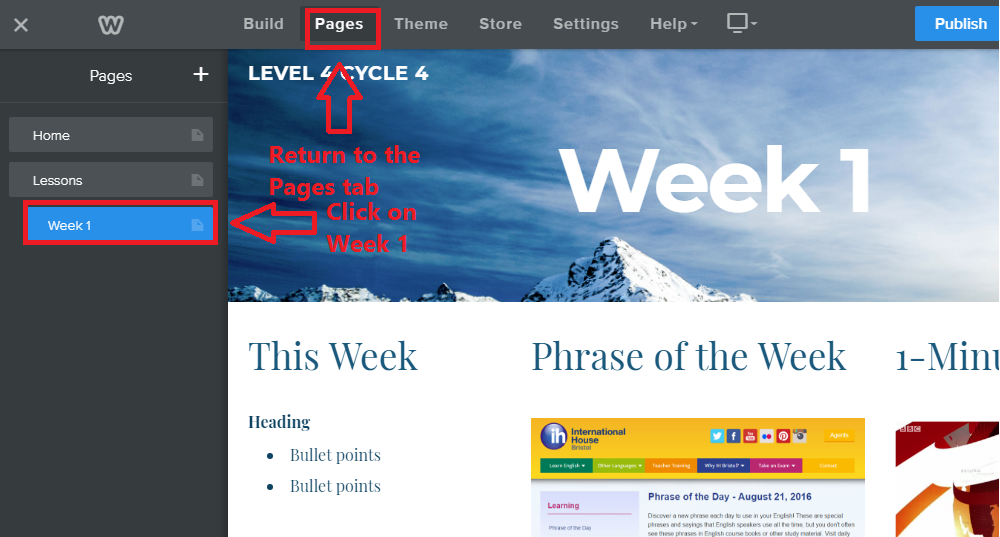 Build Pages Theme Store Settings Help Publish
Pages +
Home
Lessons
Week 1
LEVEL 4 CYCLE 4
Return to the
Pages tab
Click on
Week 1
Week 1
This Week
Heading
• Bullet points
• Bullet points
Phrase of the Week
ih International
House
Bristol
Agents
Learn English Other Languages Teacher Training Why IH Bristol? Take an Exam Contact
Learning
Phrase of the Day
Phrase of the Day - August 21, 2016
Discover a new phrase each day to use in your English! These are special
phrases and sayings that English speakers use all the time, but you don't often
see these phrases in English course books or other study material. Visit daily
1-Minu
BBC